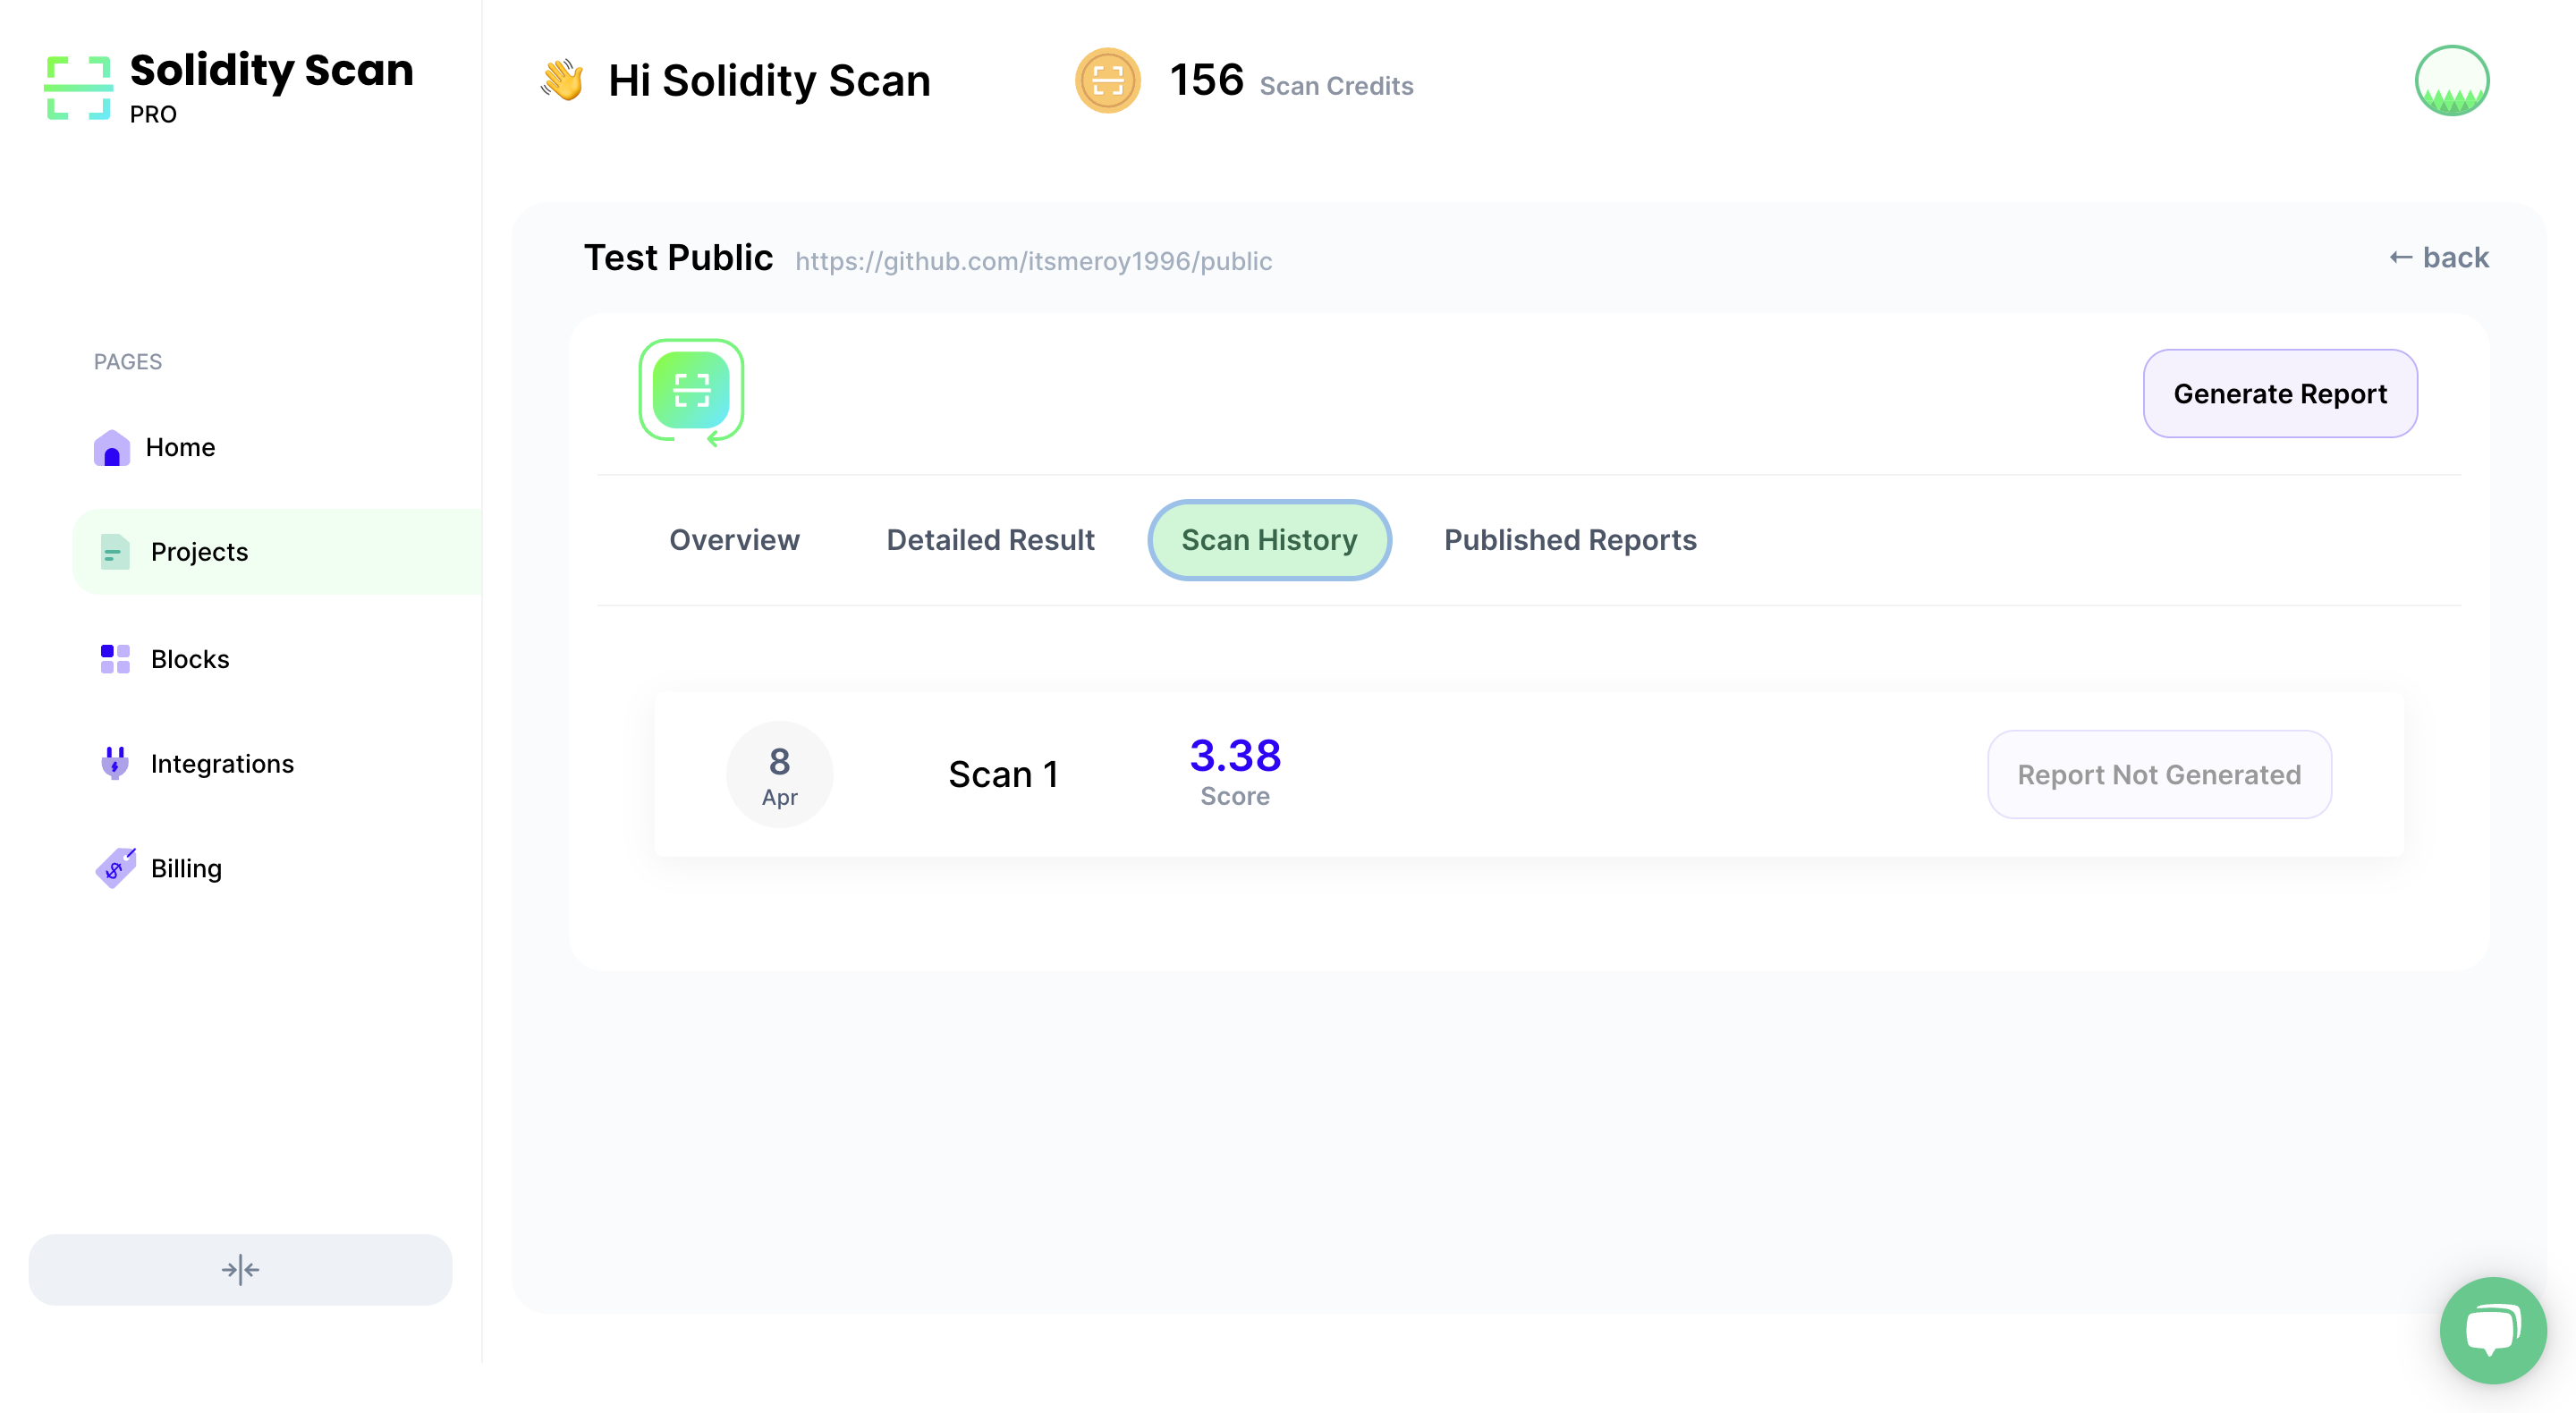 Solidity Scan
PRO
Hi Solidity Scan
156 Scan Credits
PAGES
Home
Projects
Blocks
Integrations
Billing
Test Public https://github.com/itsmeroy1996/public
← back
Generate Report
Overview Detailed Result Scan History Published Reports
8
Apr
Scan 1
3.38
Score
Report Not Generated